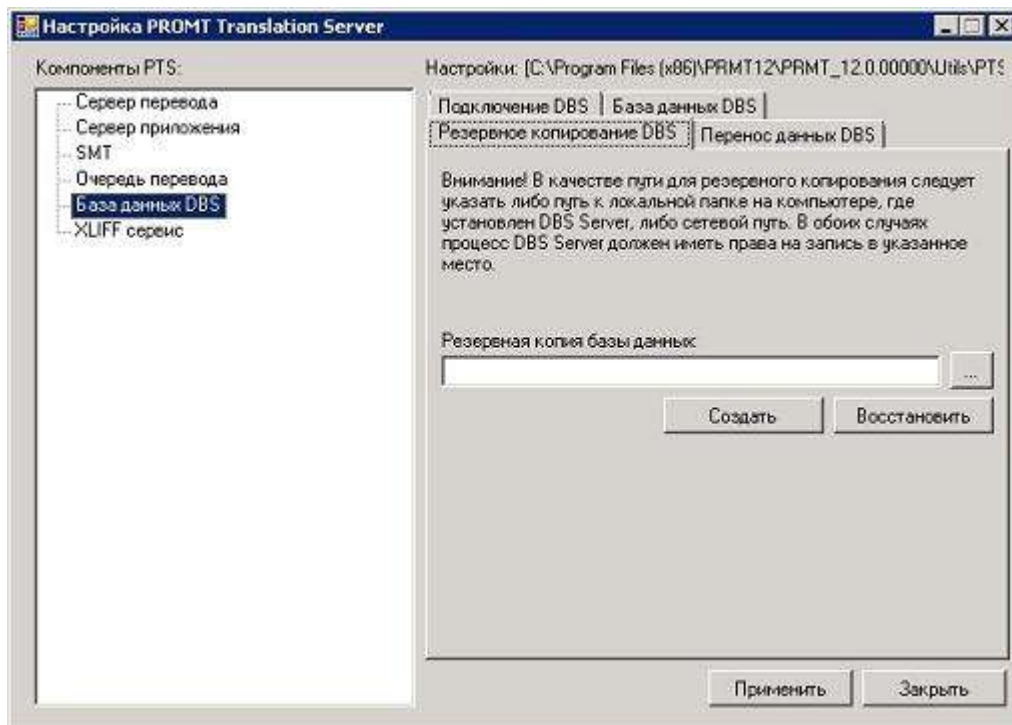 Настройка PROMT Translation Server
Компоненты PTS:
Сервер перевода
Сервер приложения
SMT
Очередь перевода
База данных DBS
XLIFF сервис
Настройки: [C:\Program Files (x86)\PRMT12\PRMT_12.0.00000\Utils\PTS
Подключение DBS
База данных DBS
Резервное копирование DBS
Перенос данных DBS
Внимание! В качестве пути для резервного копирования следует
указать либо путь к локальной папке на компьютере, где
установлен DBS Server, либо сетевой путь. В обоих случаях
процесс DBS Server должен иметь права на запись в указанное
место.
Резервная копия базы данных:
...
Создать
Восстановить
Применить
Закрыть